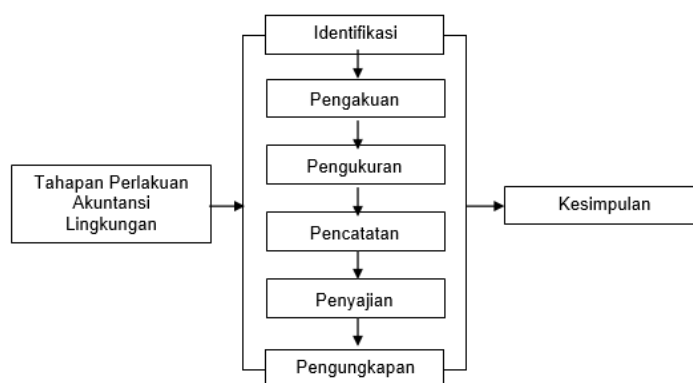 Identifikasi
Pengakuan
Pengukuran
Tahapan Perlakuan
Akuntansi
Lingkungan
Kesimpulan
Pencatatan
Penyajian
Pengungkapan